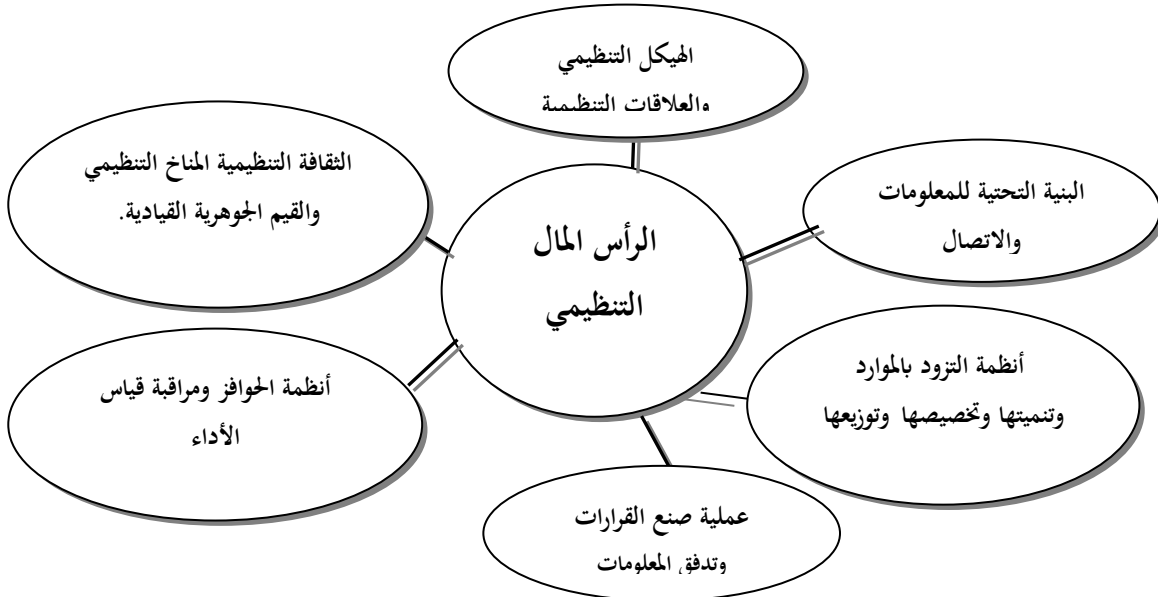 الهيكل التنظيمي
والعلاقات التنظيمية
الثقافة التنظيمية المناخ التنظيمي
والقيم الجوهرية القيادية.
البنية التحتية للمعلومات
والاتصال
الرأس المال
التنظيمي
أنظمة التزود بالموارد
وتنميتها وتخصيصها وتوزيعها
أنظمة الحوافز ومراقبة قياس
الأداء
عملية صنع القرارات
وتدفق المعلومات